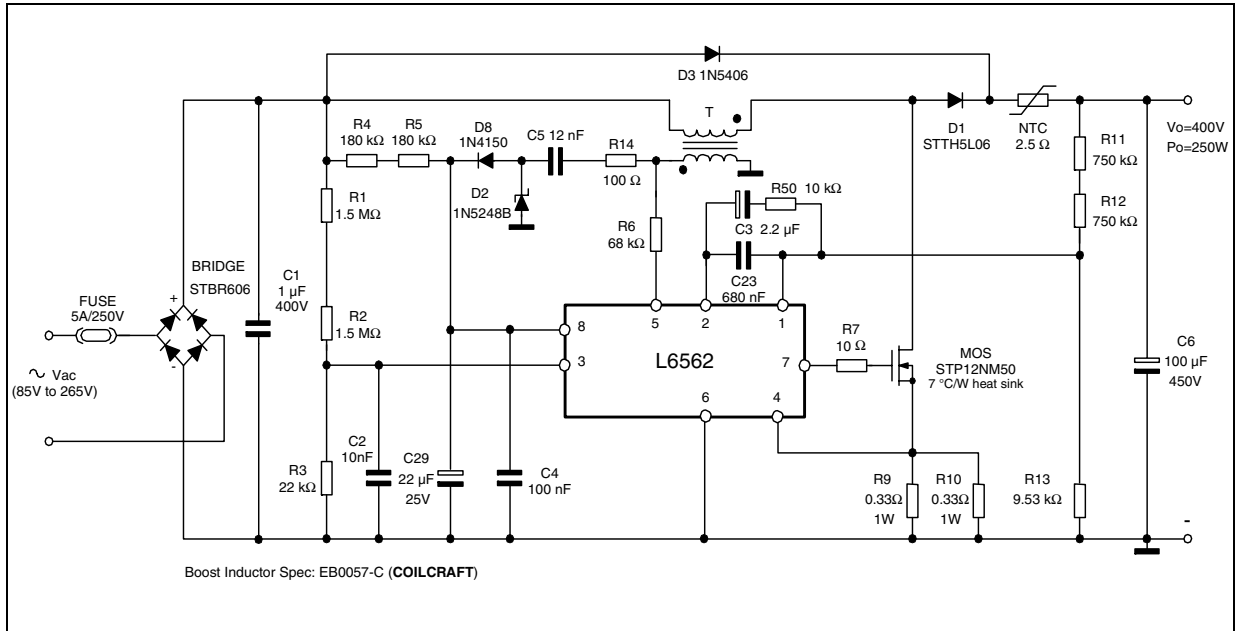 D3 1N5406
T
D1
STTH5L06
NTC
2.5 Ω
Vo=400V
Po=250W
R4
180 kΩ
R5
180 kΩ
D8
1N4150
C5 12 nF
R14
100 Ω
R11
750 kΩ
R12
750 kΩ
D2
1N5248B
R50 10 kΩ
C3 2.2 µF
R1
1.5 MΩ
R6
68 kΩ
C23
680 nF
BRIDGE
STBR606
+
-
FUSE
5A/250V
C1
1 µF
400V
R2
1.5 MΩ
5
2
1
8
3
L6562
7
6
4
R7
10 Ω
MOS
STP12NM50
7 °C/W heat sink
C6
100 µF
450V
~ Vac
(85V to 265V)
R3
22 kΩ
C2
10nF
C29
22 µF
25V
C4
100 nF
R9
0.33Ω
1W
R10
0.33Ω
1W
R13
9.53 kΩ
-
Boost Inductor Spec: EB0057-C (COILCRAFT)